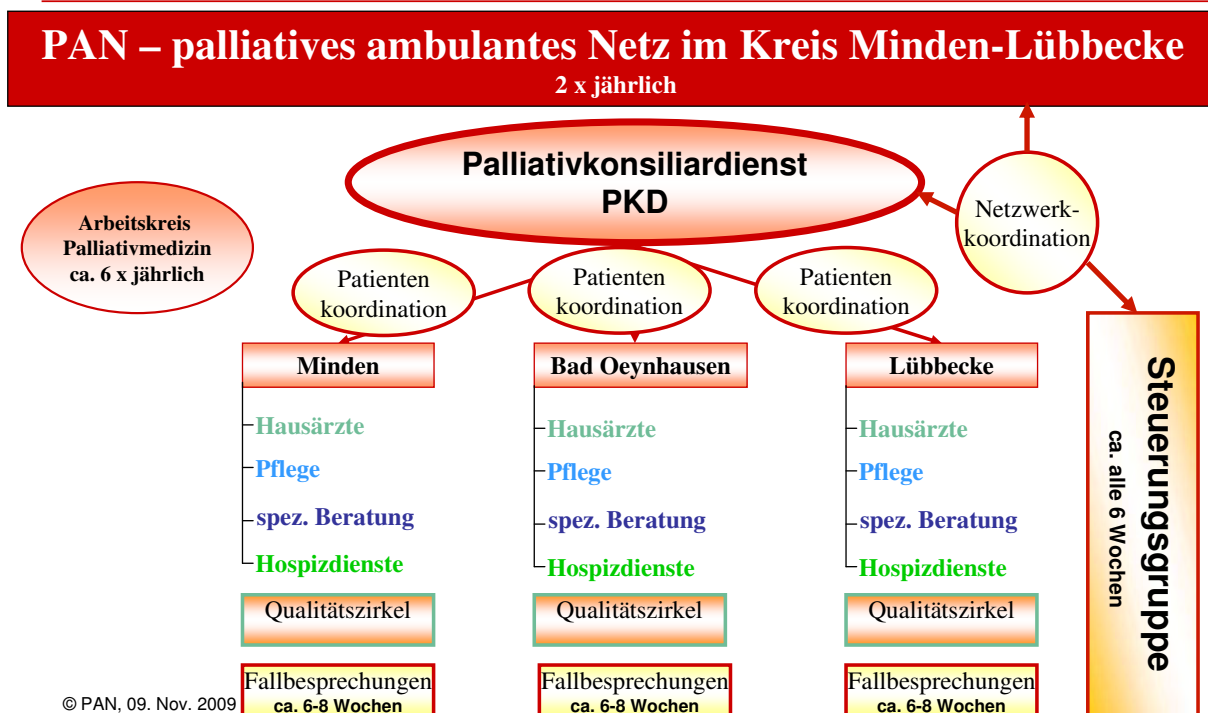 PAN – palliatives ambulantes Netz im Kreis Minden-Lübbecke
2 x jährlich
Palliativkonsiliardienst
PKD
Arbeitskreis
Palliativmedizin
ca. 6 x jährlich
Netzwerk-
koordination
Patienten
koordination
Patienten
koordination
Patienten
koordination
Minden
Hausärzte
Pflege
spez. Beratung
Hospizdienste
Qualitätszirkel
Fallbesprechungen
ca. 6-8 Wochen
Bad Oeynhausen
Hausärzte
Pflege
spez. Beratung
Hospizdienste
Qualitätszirkel
Fallbesprechungen
ca. 6-8 Wochen
Lübbecke
Hausärzte
Pflege
spez. Beratung
Hospizdienste
Qualitätszirkel
Fallbesprechungen
ca. 6-8 Wochen
Steuerungsgruppe
ca. alle 6 Wochen
© PAN, 09. Nov. 2009